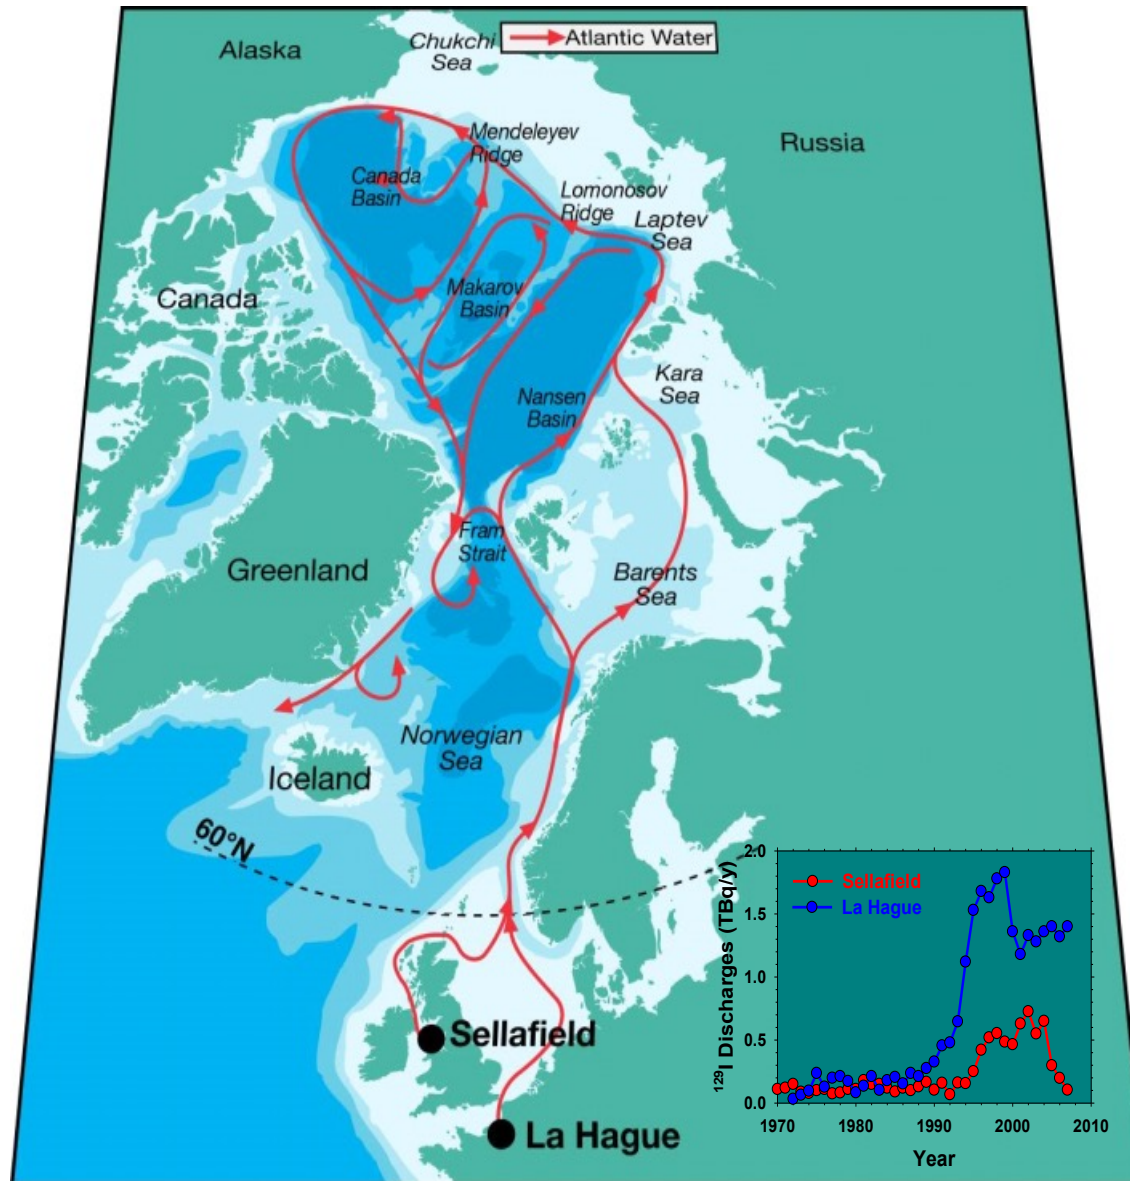 Atlantic Water
Alaska
Chukchi
Sea
Russia
Mendeleyev
Ridge
Canada
Basin
Lomonosov
Ridge
Laptev
Sea
Canada
Makarov
Basin
Kara
Sea
Nansen
Basin
Fram
Strait
Greenland
Barents
Sea
Norwegian
Sea
Iceland
60°N
Sellafield
La Hague
129I Discharges (TBq/y)
2.0
1.5
1.0
0.5
0.0
Sellafield
La Hague
1970
1980
1990
2000
2010
Year